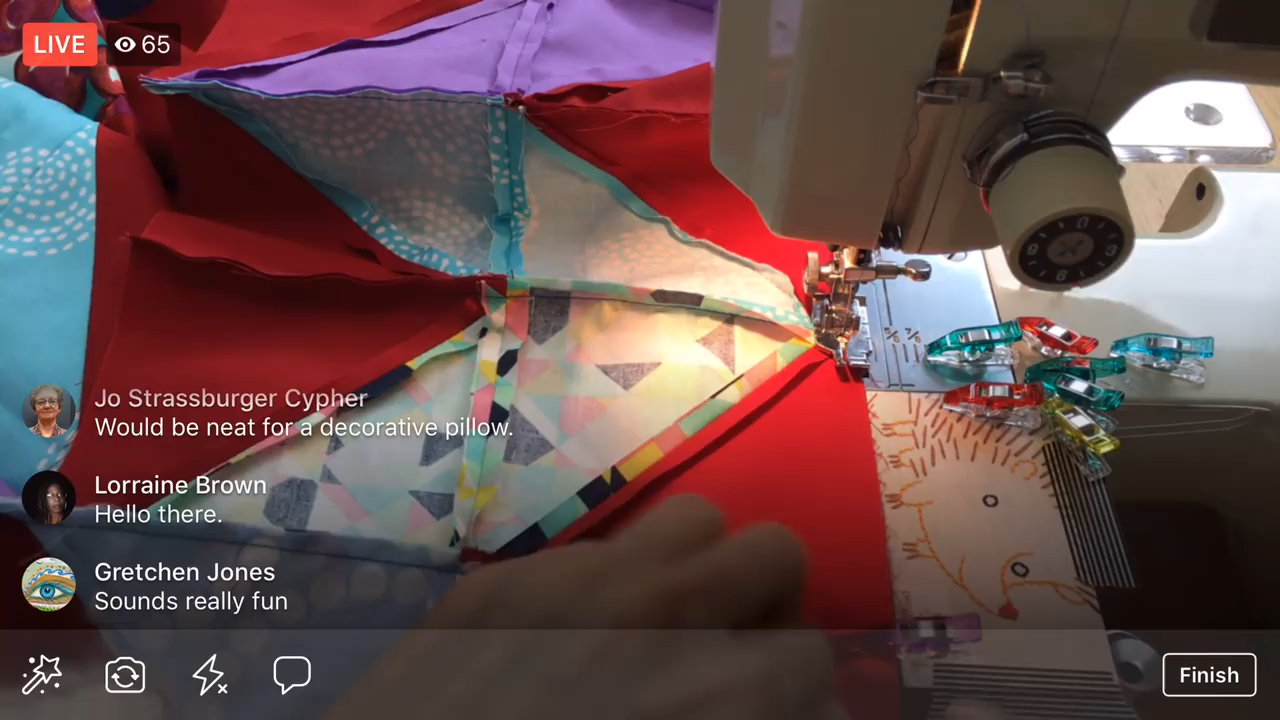 LIVE 65
Jo Strassburger Cypher
Would be neat for a decorative pillow.
Lorraine Brown
Hello there.
Gretchen Jones
Sounds really fun
Finish